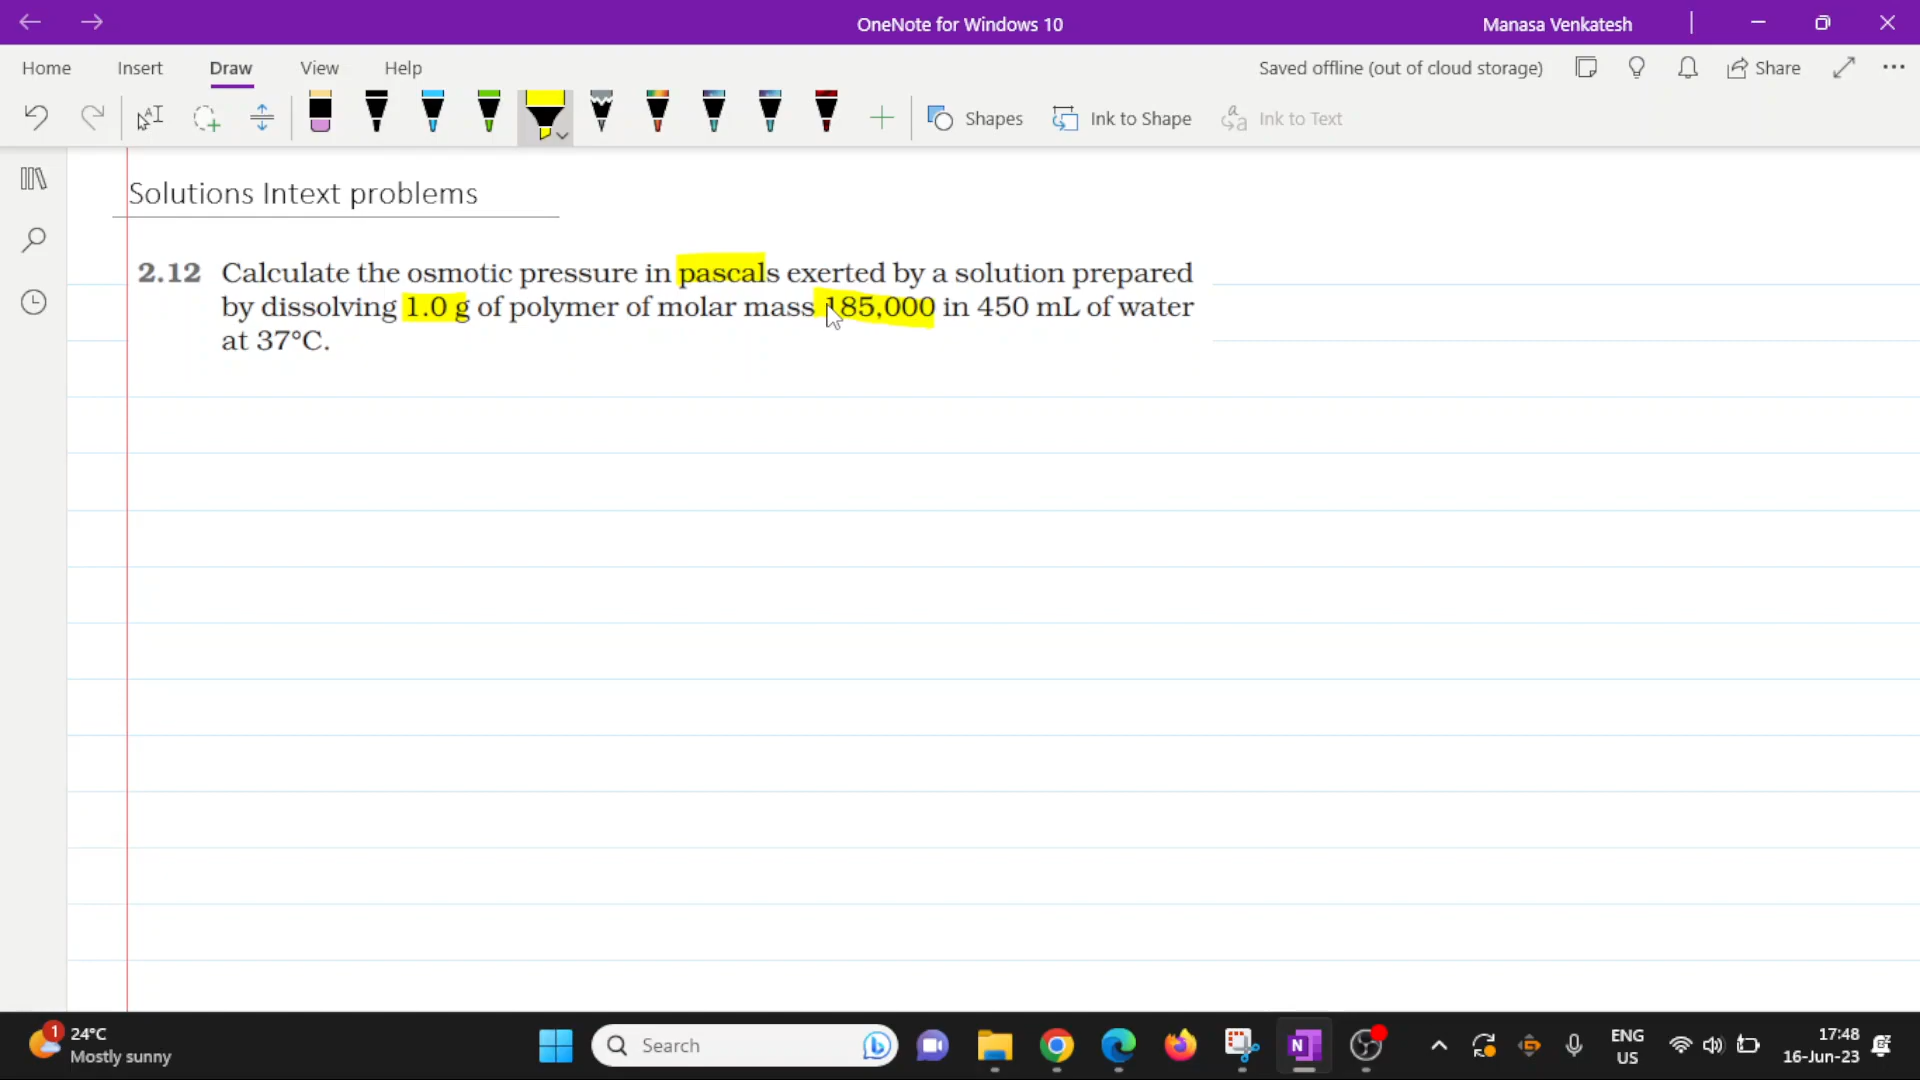 OneNote for Windows 10
Manasa Venkatesh
Home Insert Draw View Help
Saved offline (out of cloud storage)
Share
Shapes
Ink to Shape
Ink to Text
Solutions Intext problems
2.12 Calculate the osmotic pressure in pascals exerted by a solution prepared
by dissolving 1.0 g of polymer of molar mass 185,000 in 450 mL of water
at 37°C.
1
24°C
Mostly sunny
Search
ENG
US
17:48
16-Jun-23